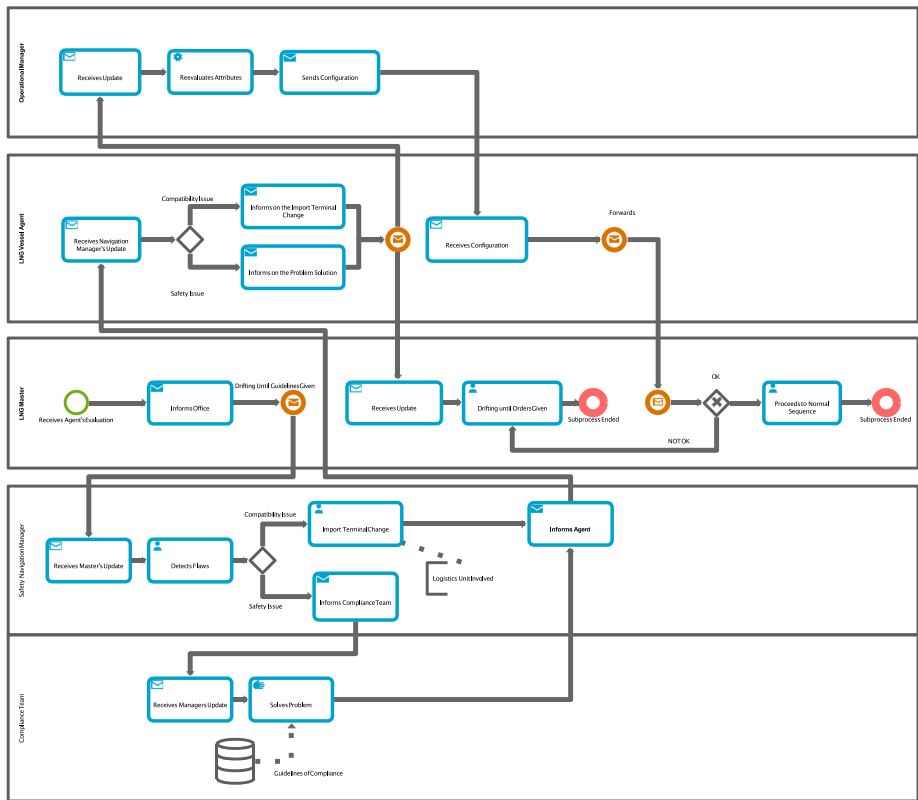 Operational Manager
Receives Update
Reevaluates Attributes
Sends Configuration
LNG Vessel Agent
Compatibility Issue
Informs on the Import Terminal
Change
Receives Navigation
Manager's Update
Informs on the Problem Solution
Safety Issue
Receives Configuration
Forwards
LNG Master
Receives Agent's Evaluation
Informs Office
Drifting Until Guidelines Given
Receives Update
Drifting until Orders Given
Subprocess Ended
OK
NOT OK
Proceeds to Normal
Sequence
Subprocess Ended
Safety Navigation Manager
Receives Master's Update
Detects Flaws
Compatibility Issue
Import Terminal Change
Informs Agent
Logistics Unit Involved
Safety Issue
Informs Compliance Team
Compliance Team
Receives Managers Update
Solves Problem
Guidelines of Compliance